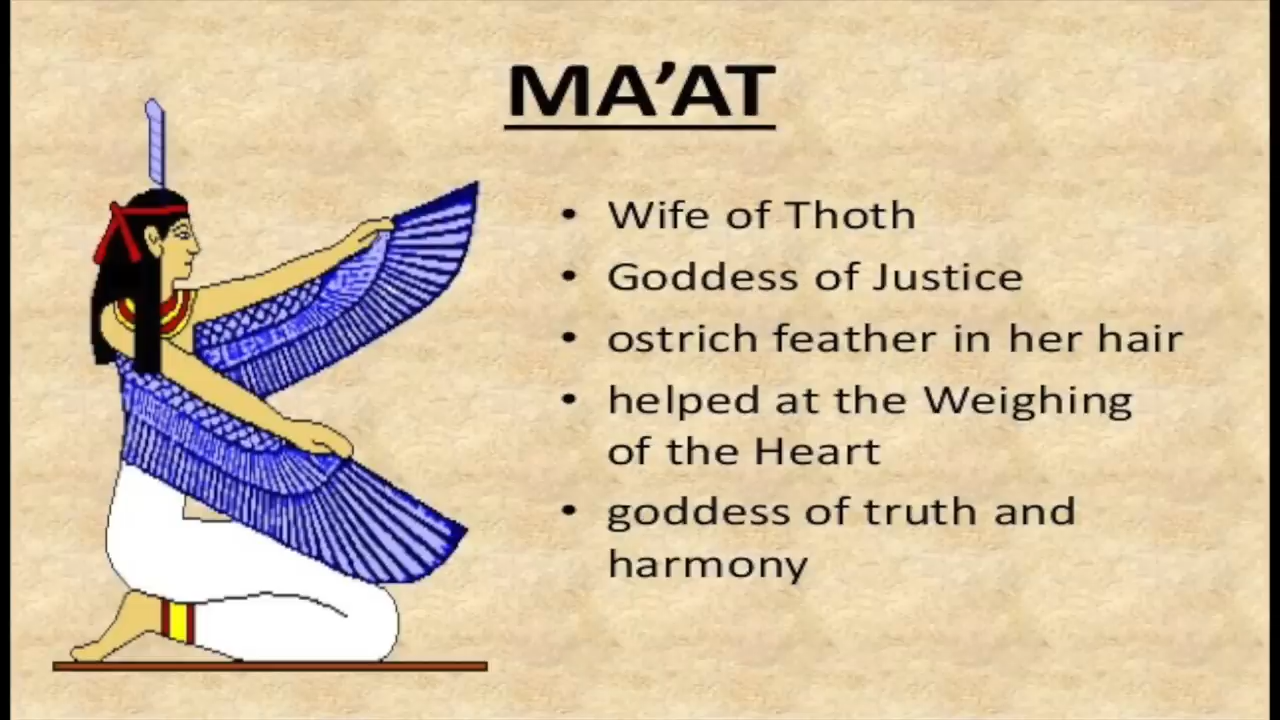 MA’AT
• Wife of Thoth
• Goddess of Justice
• ostrich feather in her hair
• helped at the Weighing
of the Heart
• goddess of truth and
harmony